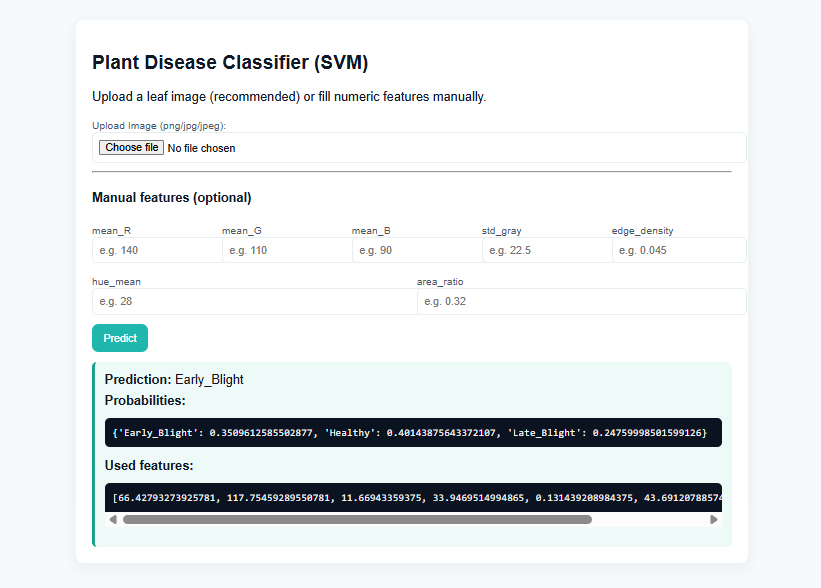 Plant Disease Classifier (SVM)
Upload a leaf image (recommended) or fill numeric features manually.
Upload Image (png/jpg/jpeg):
Choose file No file chosen
Manual features (optional)
mean_R mean_G mean_B std_gray edge_density
e.g. 140 e.g. 110 e.g. 90 e.g. 22.5 e.g. 0.045
hue_mean area_ratio
e.g. 28 e.g. 0.32
Predict
Prediction: Early_Blight
Probabilities:
{'Early_Blight': 0.3509612585502877, 'Healthy': 0.40143875643372107, 'Late_Blight': 0.24759998501599126}
Used features:
[66.42793273925781, 117.75459289550781, 11.66943359375, 33.9469514994865, 0.131439208984375, 43.69120788574